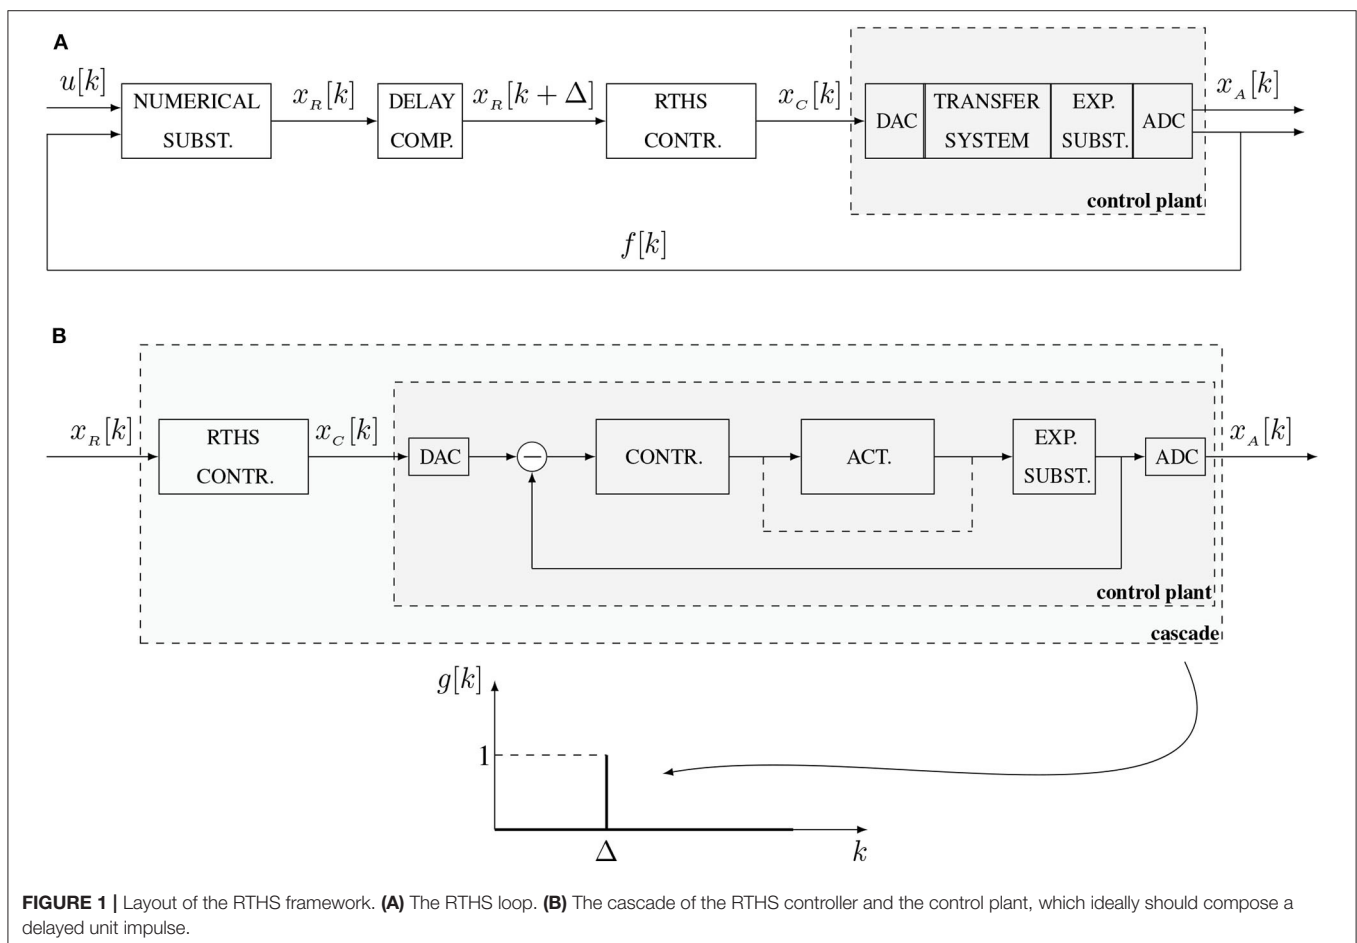 A
u[k]
NUMERICAL
SUBST.
x_R[k]
DELAY
COMP.
x_R[k + Δ]
RTHS
CONTR.
x_C[k]
DAC
TRANSFER
SYSTEM
EXP.
SUBST.
ADC
x_A[k]
control plant
f[k]
B
x_R[k]
RTHS
CONTR.
x_C[k]
DAC
−
CONTR.
ACT.
EXP.
SUBST.
ADC
x_A[k]
control plant
cascade
g[k]
1
Δ
k
FIGURE 1 | Layout of the RTHS framework. (A) The RTHS loop. (B) The cascade of the RTHS controller and the control plant, which ideally should compose a
delayed unit impulse.